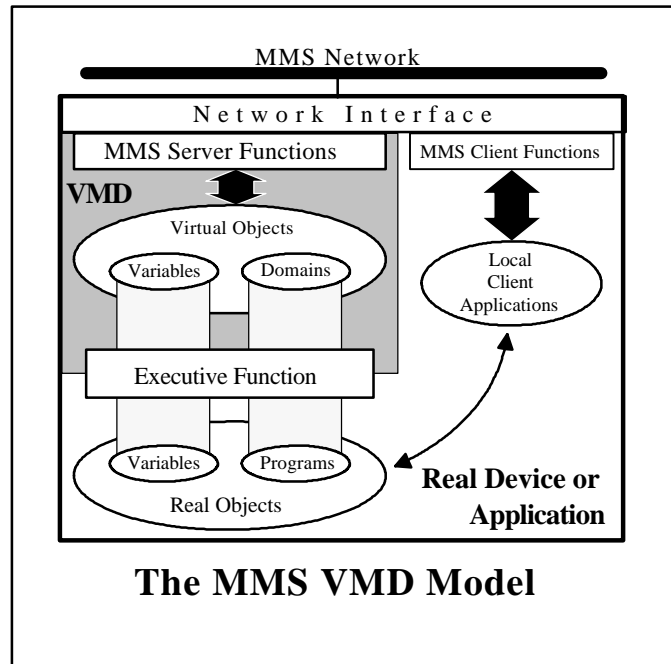 MMS Network
Network Interface
MMS Server Functions
MMS Client Functions
VMD
Virtual Objects
Variables
Domains
Local
Client
Applications
Executive Function
Variables
Programs
Real Objects
Real Device or
Application
The MMS VMD Model